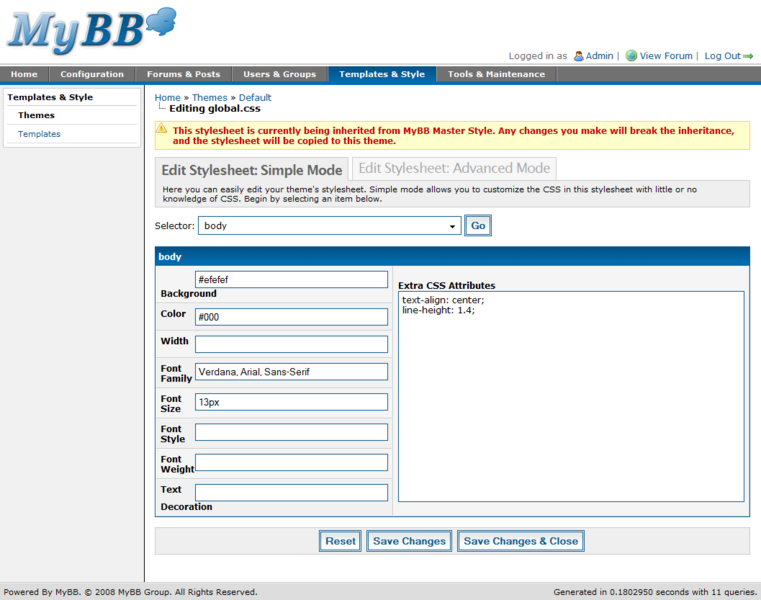 MyBB
Logged in as Admin | View Forum | Log Out
Home Configuration Forums & Posts Users & Groups Templates & Style Tools & Maintenance
Templates & Style
Themes
Templates
Home » Themes » Default
Editing global.css
This stylesheet is currently being inherited from MyBB Master Style. Any changes you make will break the inheritance,
and the stylesheet will be copied to this theme.
Edit Stylesheet: Simple Mode Edit Stylesheet: Advanced Mode
Here you can easily edit your theme's stylesheet. Simple mode allows you to customize the CSS in this stylesheet with little or no
knowledge of CSS. Begin by selecting an item below.
Selector: body Go
body
#efefef
Background
Color #000
Width
Font
Family Verdana, Arial, Sans-Serif
Font
Size 13px
Font
Style
Font
Weight
Text
Decoration
Extra CSS Attributes
text-align: center;
line-height: 1.4;
Reset Save Changes Save Changes & Close
Powered By MyBB. © 2008 MyBB Group. All Rights Reserved. Generated in 0.1802950 seconds with 11 queries.